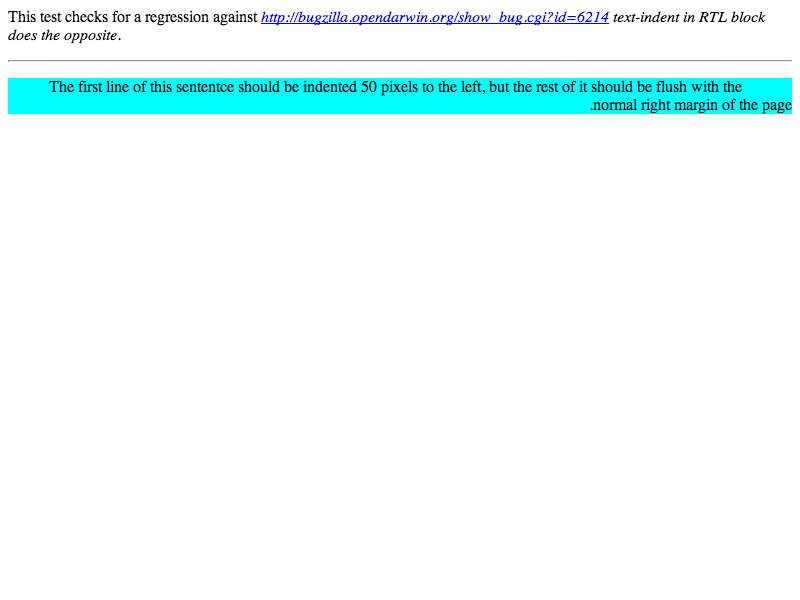 This test checks for a regression against http://bugzilla.opendarwin.org/show_bug.cgi?id=6214 text-indent in RTL block
does the opposite.
The first line of this sententce should be indented 50 pixels to the left, but the rest of it should be flush with the
.normal right margin of the page